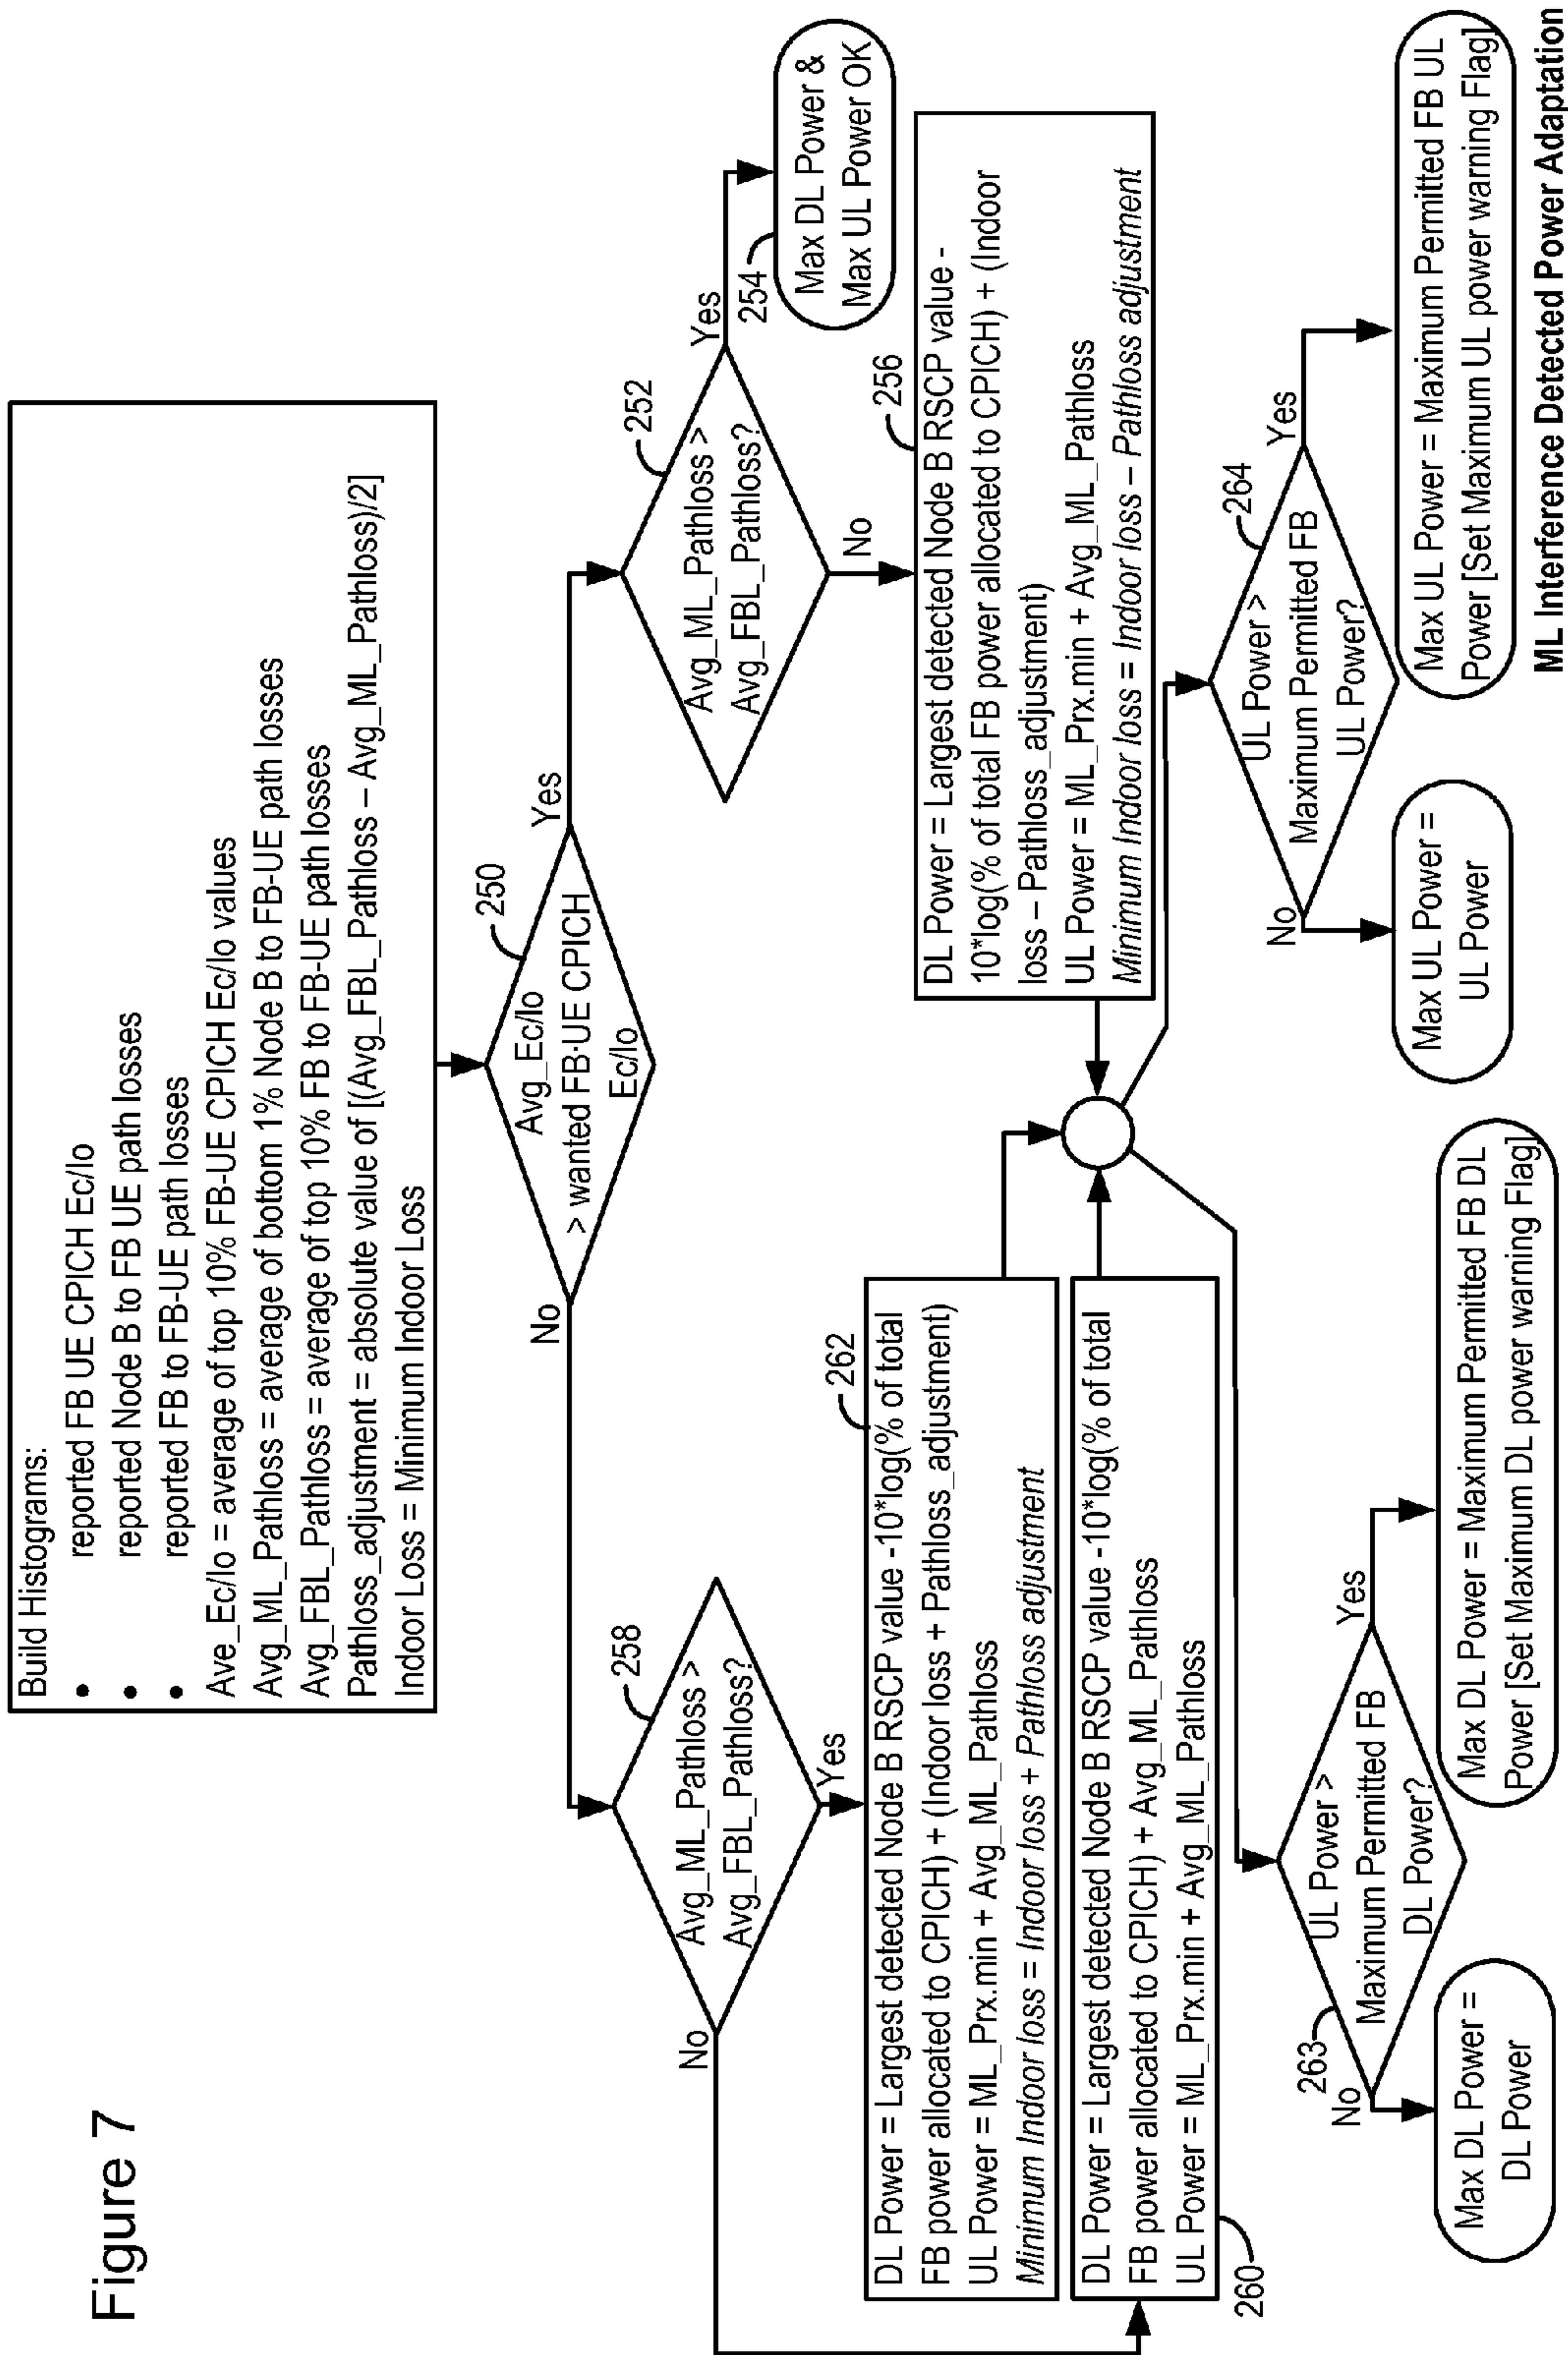 Figure 7
Build Histograms:
• reported FB UE CPICH Ec/Io
• reported Node B to FB UE path losses
• reported FB to FB-UE path losses
Ave_Ec/Io = average of top 10% FB-UE CPICH Ec/Io values
Avg_ML_Pathloss = average of bottom 1% Node B to FB-UE path losses
Avg_FBL_Pathloss = average of top 10% FB to FB-UE path losses
Pathloss_adjustment = absolute value of [(Avg_FBL_Pathloss – Avg_ML_Pathloss)/2]
Indoor Loss = Minimum Indoor Loss
250
Avg_Ec/Io
> wanted FB-UE CPICH
Ec/Io
No
Yes
258
Avg_ML_Pathloss >
Avg_FBL_Pathloss?
No
Yes
252
Avg_ML_Pathloss >
Avg_FBL_Pathloss?
Yes
No
254
Max DL Power &
Max UL Power OK
262
DL Power = Largest detected Node B RSCP value -10*log(% of total
FB power allocated to CPICH) + (Indoor loss + Pathloss_adjustment)
UL Power = ML_Prx.min + Avg_ML_Pathloss
Minimum Indoor loss = Indoor loss + Pathloss adjustment
260
DL Power = Largest detected Node B RSCP value -10*log(% of total
FB power allocated to CPICH) + Avg_ML_Pathloss
UL Power = ML_Prx.min + Avg_ML_Pathloss
256
DL Power = Largest detected Node B RSCP value -
10*log(% of total FB power allocated to CPICH) + (Indoor
loss – Pathloss_adjustment)
UL Power = ML_Prx.min + Avg_ML_Pathloss
Minimum Indoor loss = Indoor loss – Pathloss adjustment
263
UL Power >
Maximum Permitted FB
DL Power?
No
Yes
Max DL Power =
DL Power
Max DL Power = Maximum Permitted FB DL
Power [Set Maximum DL power warning Flag]
264
UL Power >
Maximum Permitted FB
UL Power?
No
Yes
Max UL Power =
UL Power
Max UL Power = Maximum Permitted FB UL
Power [Set Maximum UL power warning Flag]
ML Interference Detected Power Adaptation